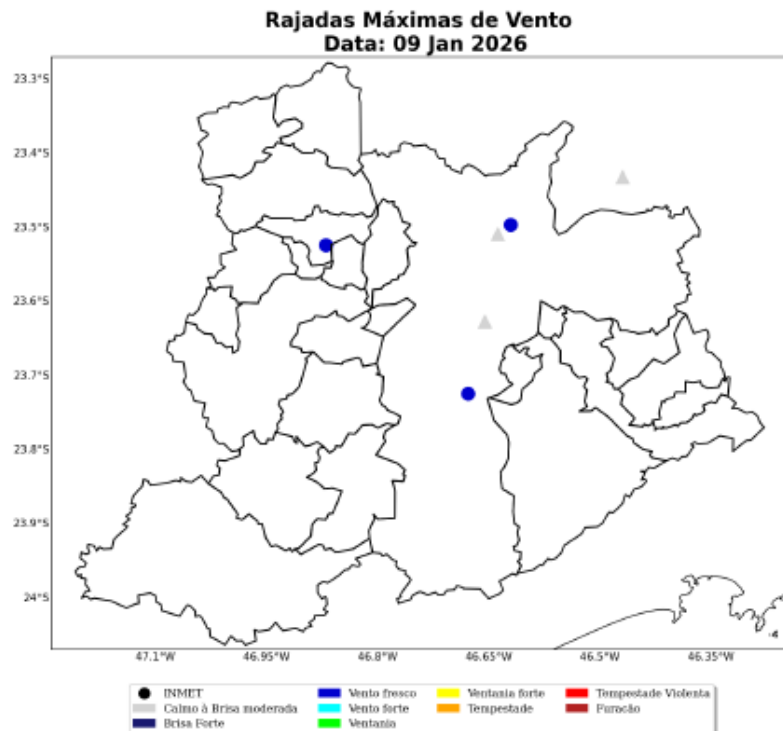 Rajadas Máximas de Vento
Data: 09 Jan 2026
23.3°S
23.4°S
23.5°S
23.6°S
23.7°S
23.8°S
23.9°S
24°S
47.1°W
46.95°W
46.8°W
46.65°W
46.5°W
46.35°W
INMET
Calmo à Brisa moderada
Brisa Forte
Vento fresco
Vento forte
Ventania
Ventania forte
Tempestade
Tempestade Violenta
Furacão